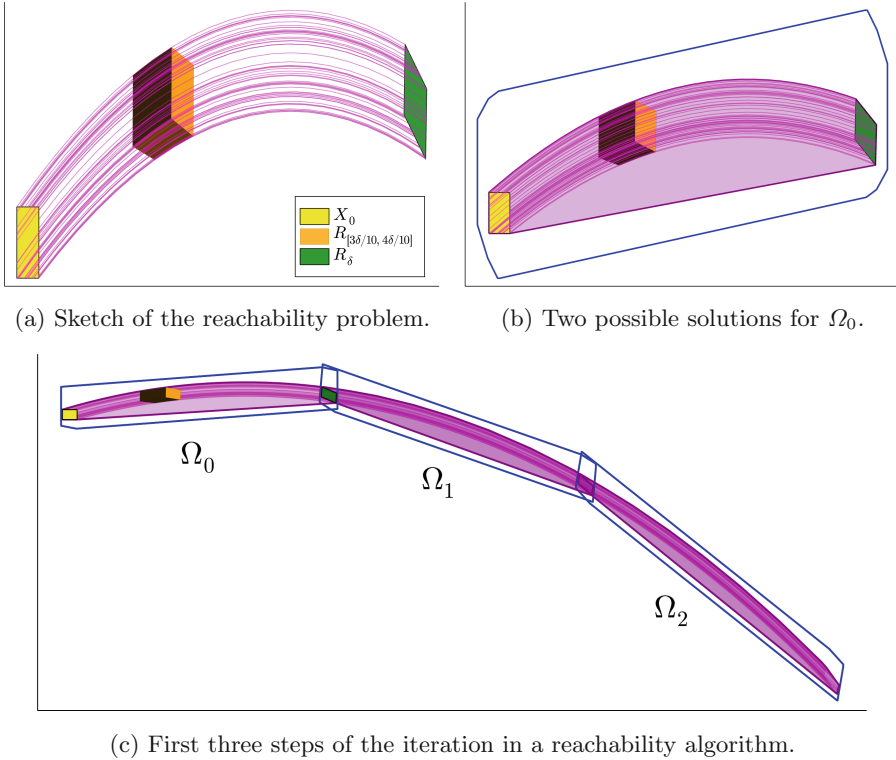 X₀
R[3δ/10, 4δ/10]
Rδ
(a) Sketch of the reachability problem.
(b) Two possible solutions for Ω₀.
Ω₀
Ω₁
Ω₂
(c) First three steps of the iteration in a reachability algorithm.